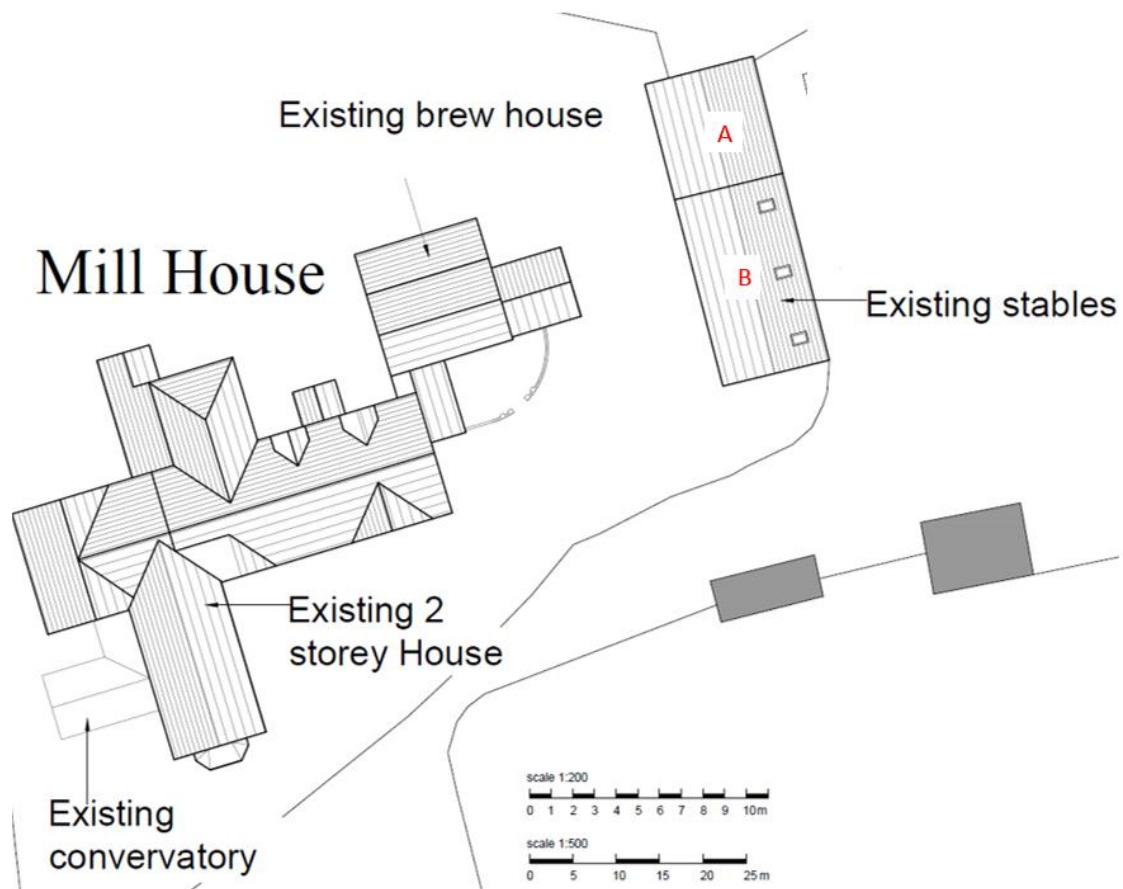 Existing brew house
A
Mill House
B
Existing stables
Existing 2
storey House
Existing
convervatory
scale 1:200
0 1 2 3 4 5 6 7 8 9 10m
scale 1:500
0 5 10 15 20 25m